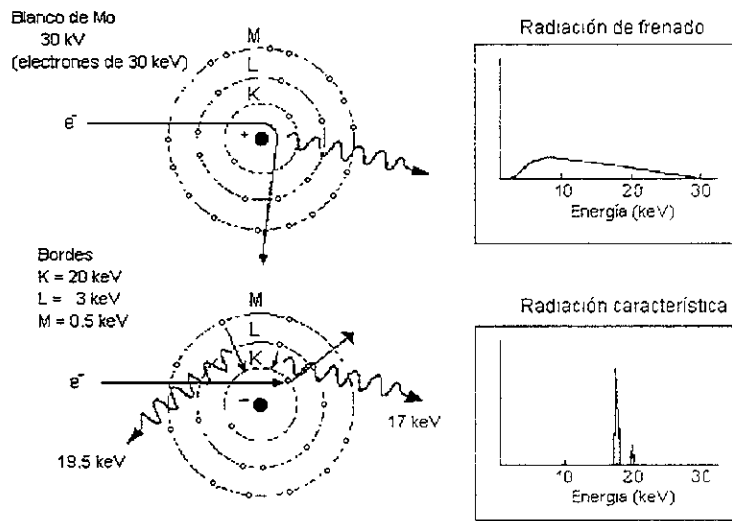 Blanco de Mo
30 kV
(electrones de 30 keV)
M
L
K
e-
+
Radiación de frenado
10 20 30
Energía (keV)
Bordes
K = 20 keV
L = 3 keV
M = 0.5 keV
M
L
K
e-
-
19.5 keV
17 keV
Radiación característica
10 20 30
Energia (keV)